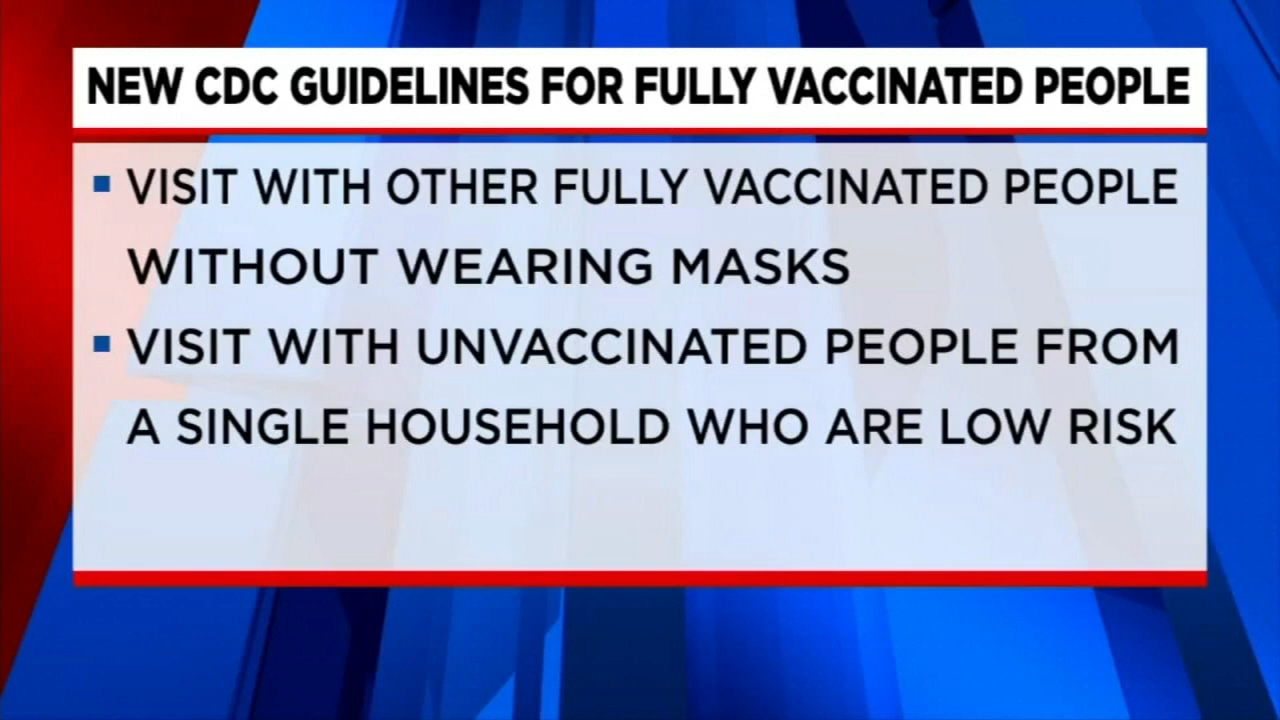 NEW CDC GUIDELINES FOR FULLY VACCINATED PEOPLE
▪ VISIT WITH OTHER FULLY VACCINATED PEOPLE
WITHOUT WEARING MASKS
▪ VISIT WITH UNVACCINATED PEOPLE FROM
A SINGLE HOUSEHOLD WHO ARE LOW RISK